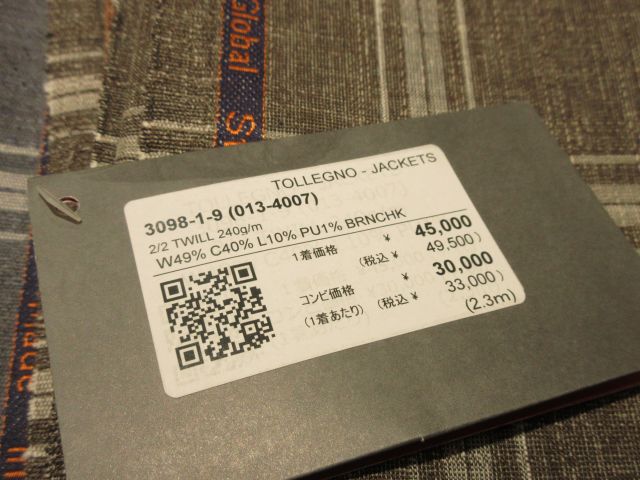 Global
Su
TOLLEGNO - JACKETS
3098-1-9 (013-4007)
2/2 TWILL 240g/m
W49% C40% L10% PU1% BRNCHK
1着価格 ¥ 45,000
(税込 ¥ 49,500)
コンビ価格 ¥ 30,000
(1着あたり) (税込 ¥ 33,000)
(2.3m)